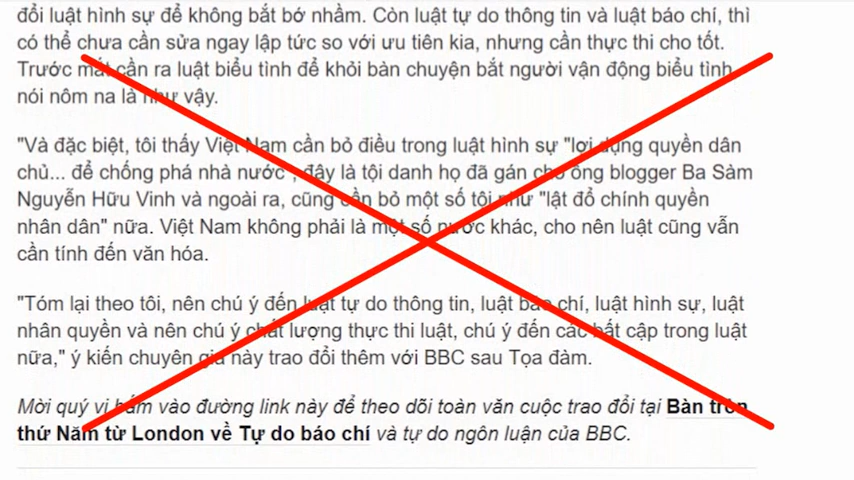 đổi luật hình sự để không bắt bớ nhầm. Còn luật tự do thông tin và luật báo chí, thì
có thể chưa cần sửa ngay lập tức so với ưu tiên kia, nhưng cần thực thi cho tốt.
Trước mắt cần ra luật biểu tình để khỏi bàn chuyện bắt người vận động biểu tình,
nói nôm na là như vậy.
"Và đặc biệt, tôi thấy Việt Nam cần bỏ điều trong luật hình sự "lợi dụng quyền dân
chủ... để chống phá nhà nước", đây là tội danh họ đã gán cho ông blogger Ba Sàm
Nguyễn Hữu Vinh và ngoài ra, cũng cần bỏ một số tội như "lật đổ chính quyền
nhân dân" nữa. Việt Nam không phải là một số nước khác, cho nên luật cũng vẫn
cần tính đến văn hóa.
"Tóm lại theo tôi, nên chú ý đến luật tự do thông tin, luật báo chí, luật hình sự, luật
nhân quyền và nên chú ý chất lượng thực thi luật, chú ý đến các bất cập trong luật
nữa," ý kiến chuyên gia này trao đổi thêm với BBC sau Tọa đàm.
Mời quý vị bấm vào đường link này để theo dõi toàn văn cuộc trao đổi tại Bàn tròn
thứ Năm từ London về Tự do báo chí và tự do ngôn luận của BBC.